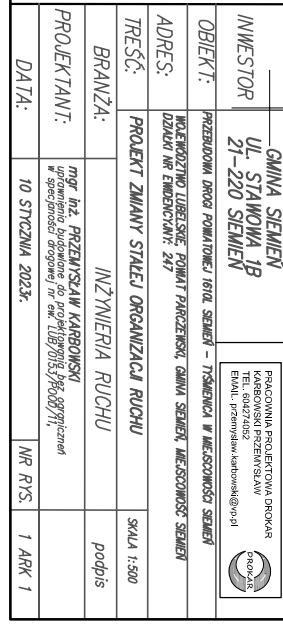 INWESTOR
GMINA SIEMIEŃ
UL. STAWOWA 1B
21-220 SIEMIEŃ
PRACOWNIA PROJEKTOWA DROKAR
KARBOWSKI PRZEMYSŁAW
TEL. 604274052
EMAIL. przemyslaw.karbowski@vp.pl
DROKAR
OBIEKT: PRZEBUDOWA DROGI POWIATOWEJ 1610L SIEMIEŃ – TYŚMIENICA W MIEJSCOWOŚCI SIEMIEŃ
ADRES: WOJEWÓDZTWO LUBELSKIE, POWIAT PARCZEWSKI, GMINA SIEMIEŃ, MIEJSCOWOŚĆ SIEMIEŃ
DZIAŁKI NR EWIDENCYJNY: 247
TREŚĆ: PROJEKT ZMIANY STAŁEJ ORGANIZACJI RUCHU SKALA 1:500
BRANŻA: INŻYNIERIA RUCHU podpis
PROJEKTANT: mgr inż. PRZEMYSŁAW KARBOWSKI
uprawnienia budowlane do projektowania bez ograniczeń
w specjalności drogowej nr ew. LUB/0153/POOD/11,
DATA: 10 STYCZNIA 2023r. NR RYS. 1 ARK 1